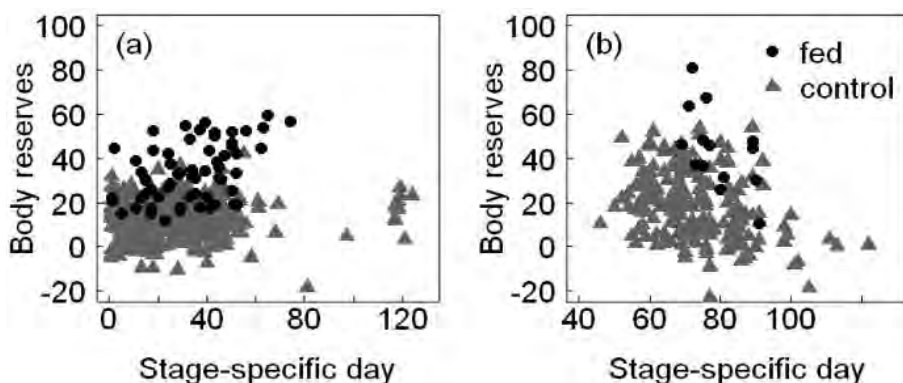 (a)
Body reserves
100
80
60
40
20
0
-20
0 40 80 120
Stage-specific day
(b)
fed
control
Body reserves
100
80
60
40
20
0
-20
40 60 80 100
Stage-specific day